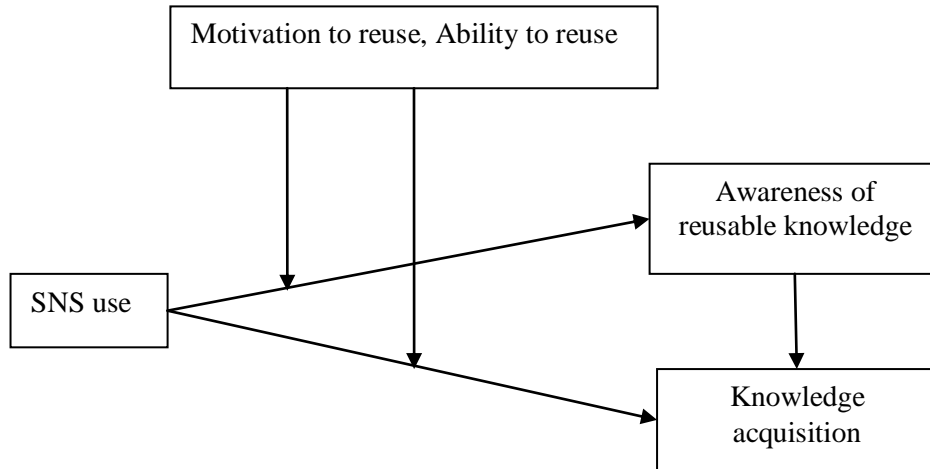 Motivation to reuse, Ability to reuse
Awareness of
reusable knowledge
SNS use
Knowledge
acquisition